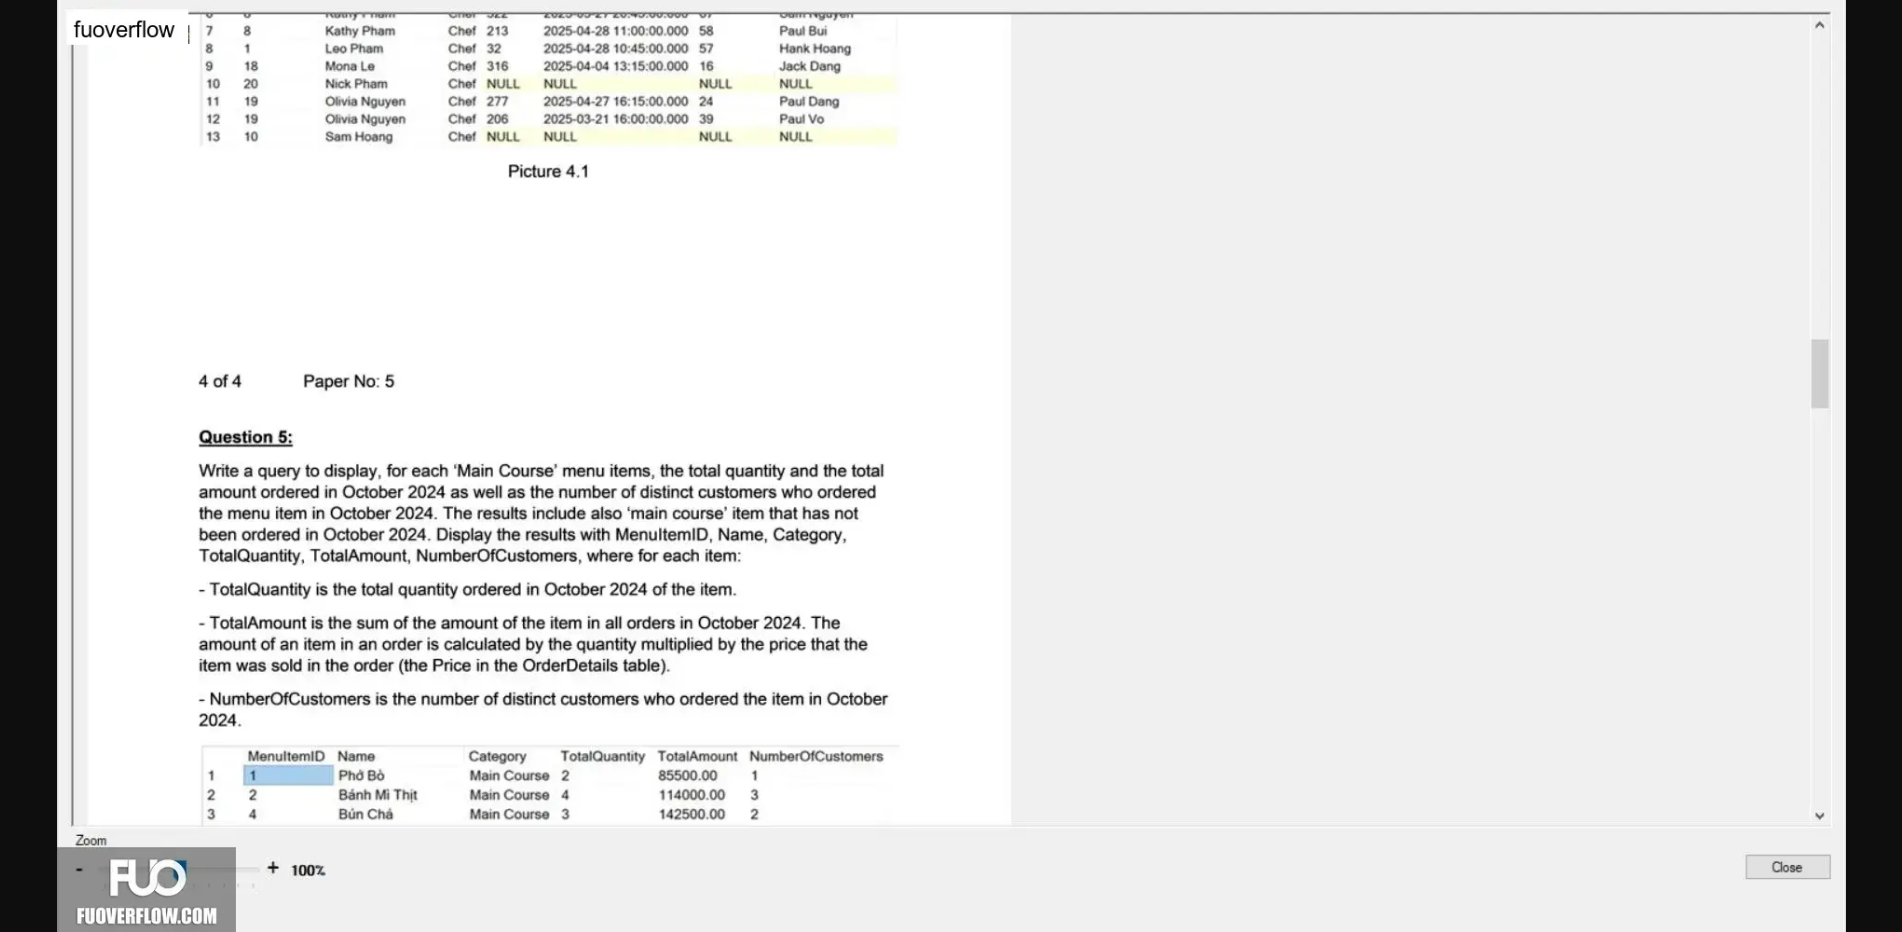 fuoverflow
7 8 Kathy Pham Chef 213 2025-04-28 11:00:00.000 58 Paul Bui
8 1 Leo Pham Chef 32 2025-04-28 10:45:00.000 57 Hank Hoang
9 18 Mona Le Chef 316 2025-04-04 13:15:00.000 16 Jack Dang
10 20 Nick Pham Chef NULL NULL NULL NULL
11 19 Olivia Nguyen Chef 277 2025-04-27 16:15:00.000 24 Paul Dang
12 19 Olivia Nguyen Chef 206 2025-03-21 16:00:00.000 39 Paul Vo
13 10 Sam Hoang Chef NULL NULL NULL NULL
Picture 4.1
4 of 4 Paper No: 5
Question 5:
Write a query to display, for each ‘Main Course’ menu items, the total quantity and the total
amount ordered in October 2024 as well as the number of distinct customers who ordered
the menu item in October 2024. The results include also ‘main course’ item that has not
been ordered in October 2024. Display the results with MenuItemID, Name, Category,
TotalQuantity, TotalAmount, NumberOfCustomers, where for each item:
- TotalQuantity is the total quantity ordered in October 2024 of the item.
- TotalAmount is the sum of the amount of the item in all orders in October 2024. The
amount of an item in an order is calculated by the quantity multiplied by the price that the
item was sold in the order (the Price in the OrderDetails table).
- NumberOfCustomers is the number of distinct customers who ordered the item in October
2024.
MenuItemID Name Category TotalQuantity TotalAmount NumberOfCustomers
1 1 Phở Bò Main Course 2 85500.00 1
2 2 Bánh Mì Thịt Main Course 4 114000.00 3
3 4 Bún Chả Main Course 3 142500.00 2
Zoom
- + 100%
Close
FUO
FUOVERFLOW.COM